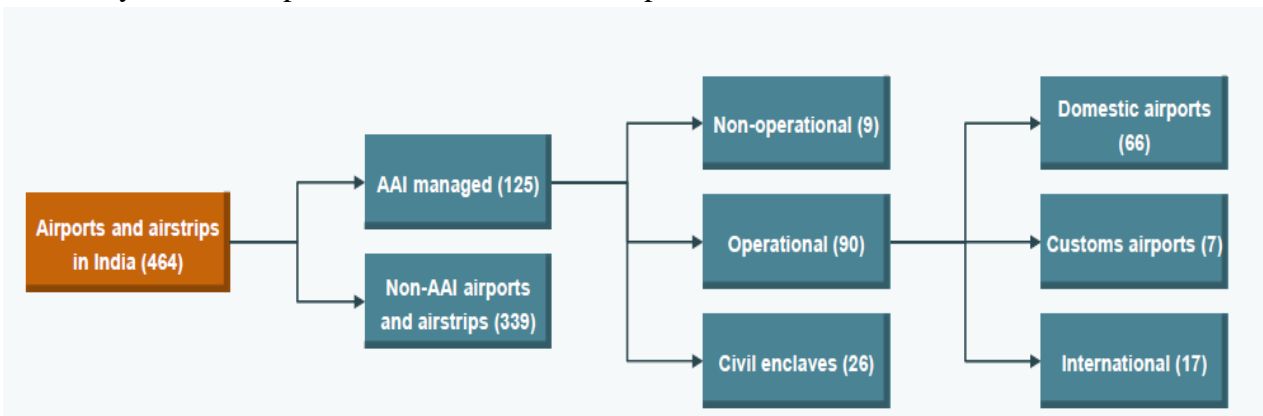 Airports and airstrips
in India (464)
AAI managed (125)
Non-AAI airports
and airstrips (339)
Non-operational (9)
Operational (90)
Civil enclaves (26)
Domestic airports
(66)
Customs airports (7)
International (17)